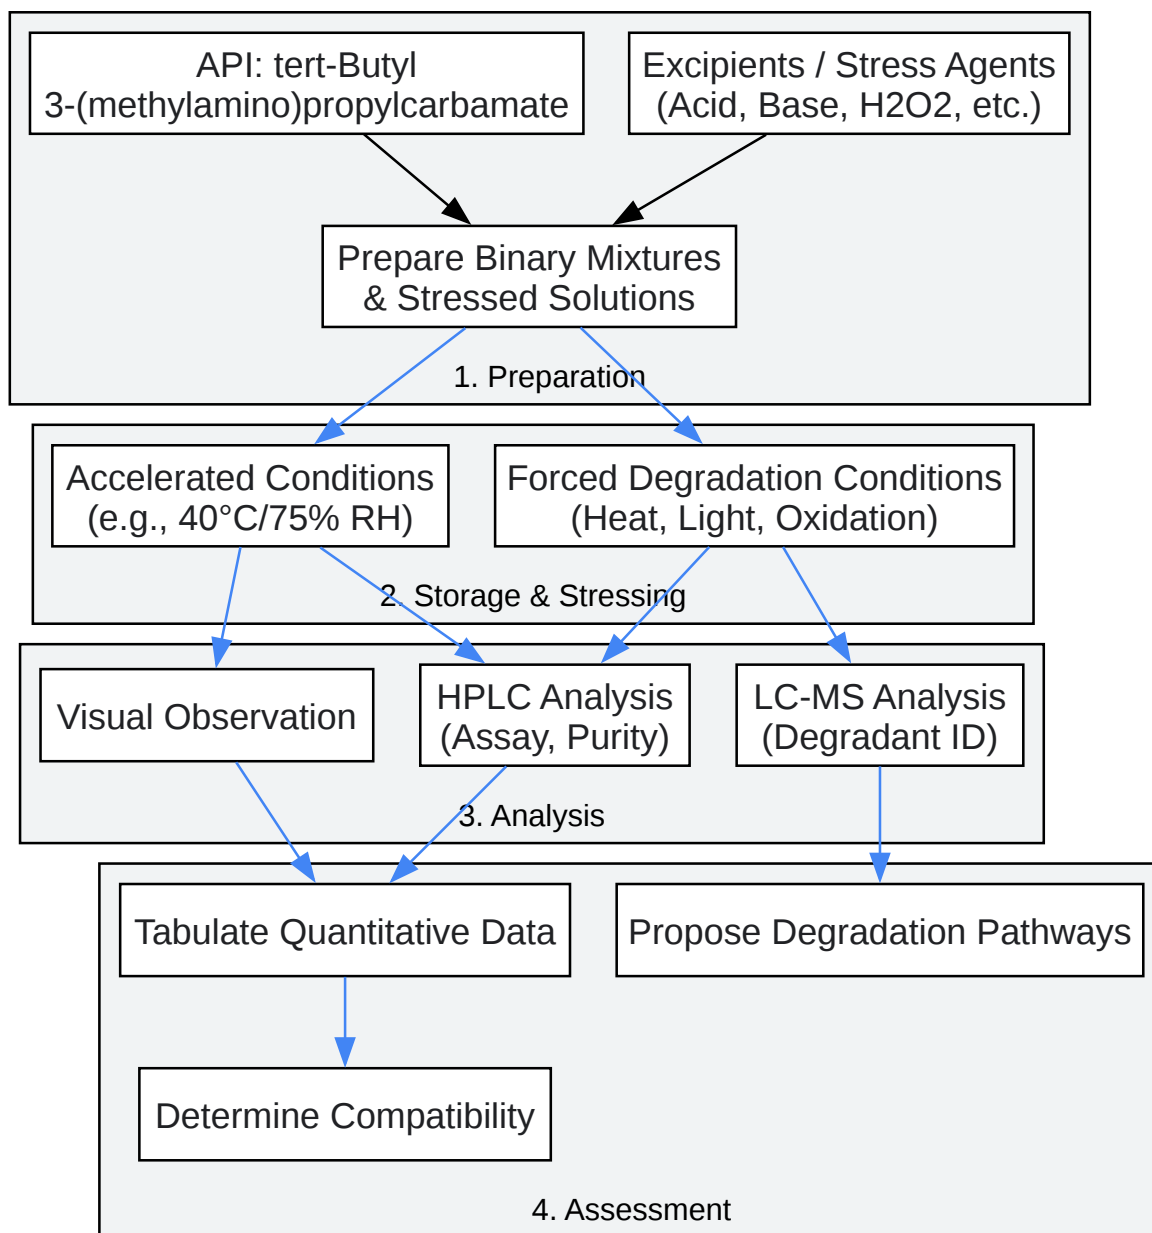 API: tert-Butyl
3-(methylamino)propylcarbamate
Excipients / Stress Agents
(Acid, Base, H2O2, etc.)
Prepare Binary Mixtures
& Stressed Solutions
1. Preparation
Accelerated Conditions
(e.g., 40°C/75% RH)
Forced Degradation Conditions
(Heat, Light, Oxidation)
2. Storage & Stressing
Visual Observation
HPLC Analysis
(Assay, Purity)
LC-MS Analysis
(Degradant ID)
3. Analysis
Tabulate Quantitative Data
Propose Degradation Pathways
Determine Compatibility
4. Assessment